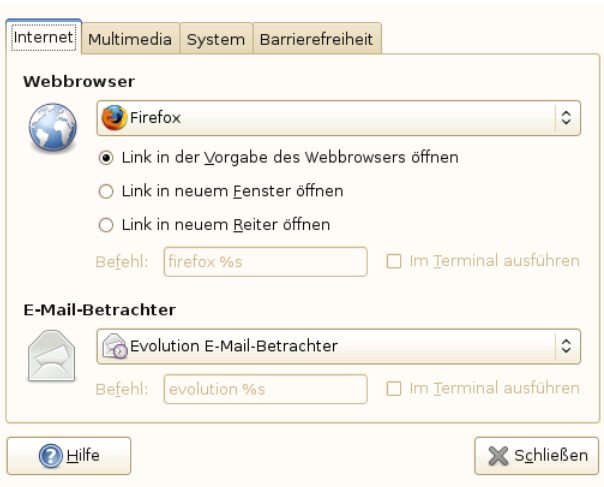 Internet Multimedia System Barrierefreiheit
Webbrowser
Firefox
Link in der Vorgabe des Webbrowsers öffnen
Link in neuem Fenster öffnen
Link in neuem Reiter öffnen
Befehl: firefox %s Im Terminal ausführen
E-Mail-Betrachter
Evolution E-Mail-Betrachter
Befehl: evolution %s Im Terminal ausführen
Hilfe Schließen